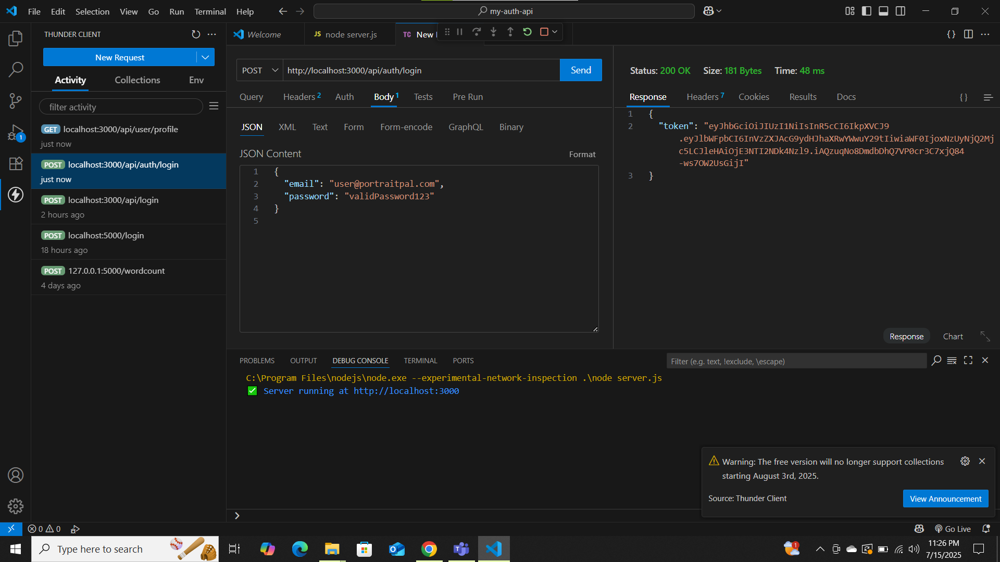 File Edit Selection View Go Run Terminal Help
my-auth-api
THUNDER CLIENT
New Request
Activity Collections Env
filter activity
GET localhost:3000/api/user/profile
just now
POST localhost:3000/api/auth/login
just now
POST localhost:3000/api/login
2 hours ago
POST localhost:5000/login
18 hours ago
POST 127.0.0.1:5000/wordcount
4 days ago
1
Welcome
JS node server.js
TC New
POST http://localhost:3000/api/auth/login Send
Query Headers 2 Auth Body 1 Tests Pre Run
JSON XML Text Form Form-encode GraphQL Binary
JSON Content Format
1 {
2 "email": "user@portraitpal.com",
3 "password": "validPassword123"
4 }
5
Status: 200 OK Size: 181 Bytes Time: 48 ms
Response Headers 7 Cookies Results Docs {}
1 {
2 "token": "eyJhbGciOiJIUzI1NiIsInR5cCI6IkpXVCJ9
.eyJlbWFpbCI6InVzZXJAcG9ydHJhaXRwYWwuY29tIiwiaWF0IjoxNzUyNjQ2Mj
c5LCJleHAiOjE3NTI2NDk4Nzl9.iAQzuqNo8DmdbDhQ7VP0cr3C7xjQ84
-ws7OW2UsGijI"
3 }
Response Chart
PROBLEMS OUTPUT DEBUG CONSOLE TERMINAL PORTS
Filter (e.g. text, !exclude, \escape)
C:\Program Files\nodejs\node.exe --experimental-network-inspection .\node server.js
✅ Server running at http://localhost:3000
Warning: The free version will no longer support collections
starting August 3rd, 2025.
Source: Thunder Client
View Announcement
0 0
Go Live
Type here to search
1
11:26 PM
7/15/2025